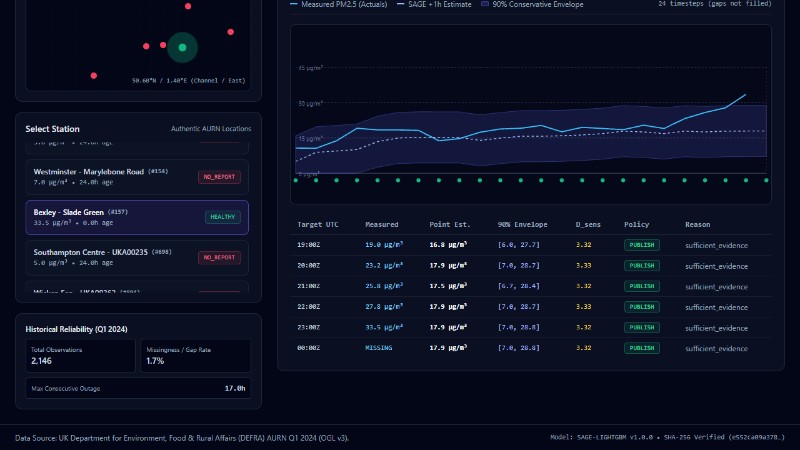 50.60°N / 1.40°E (Channel / East)
Select Station
Authentic AURN Locations
Westminster - Marylebone Road (#154)
7.0 µg/m³ • 24.0h age
NO_REPORT
Bexley - Slade Green (#157)
33.5 µg/m³ • 0.0h age
HEALTHY
Southampton Centre - UKA00235 (#698)
5.0 µg/m³ • 24.0h age
NO_REPORT
Historical Reliability (Q1 2024)
Total Observations
2,146
Missingness / Gap Rate
1.7%
Max Consecutive Outage
17.0h
Measured PM2.5 (Actuals)
SAGE +1h Estimate
90% Conservative Envelope
24 timesteps (gaps not filled)
45 µg/m³
30 µg/m³
15 µg/m³
0 µg/m³
Target UTC Measured Point Est. 90% Envelope D_sens Policy Reason
19:00Z 19.0 µg/m³ 16.8 µg/m³ [6.0, 27.7] 3.32 PUBLISH sufficient_evidence
20:00Z 23.2 µg/m³ 17.9 µg/m³ [7.0, 28.7] 3.33 PUBLISH sufficient_evidence
21:00Z 25.8 µg/m³ 17.5 µg/m³ [6.7, 28.4] 3.32 PUBLISH sufficient_evidence
22:00Z 27.8 µg/m³ 17.9 µg/m³ [7.0, 28.7] 3.33 PUBLISH sufficient_evidence
23:00Z 33.5 µg/m³ 17.9 µg/m³ [7.0, 28.8] 3.32 PUBLISH sufficient_evidence
00:00Z MISSING 17.9 µg/m³ [7.0, 28.8] 3.32 PUBLISH sufficient_evidence
Data Source: UK Department for Environment, Food & Rural Affairs (DEFRA) AURN Q1 2024 (OGL v3).
Model: SAGE-LIGHTGBM v1.0.0 • SHA-256 Verified (e552ca09a378…)